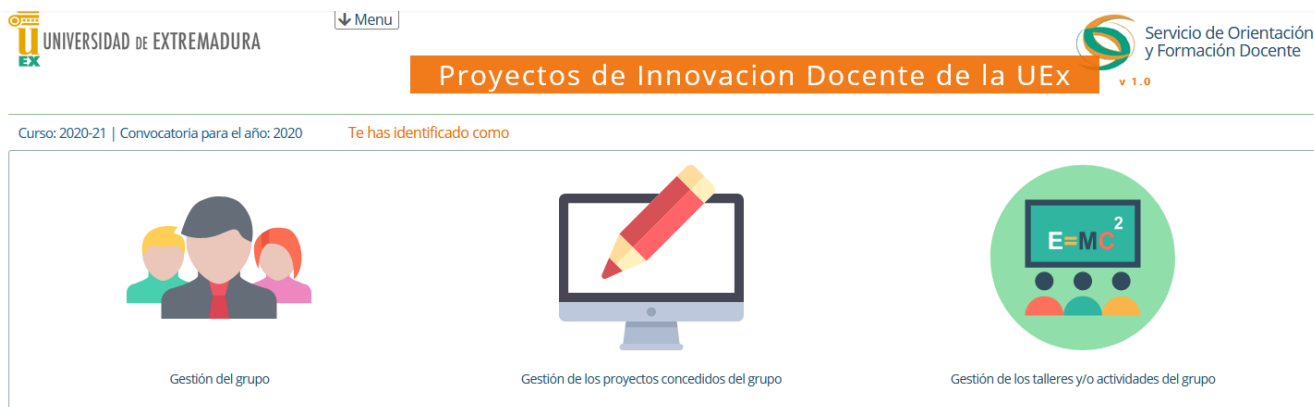 UNIVERSIDAD DE EXTREMADURA
UEX
Menu
Servicio de Orientación
y Formación Docente
Proyectos de Innovacion Docente de la UEx
v 1.0
Curso: 2020-21 | Convocatoria para el año: 2020
Te has identificado como
E=MC2
Gestión del grupo
Gestión de los proyectos concedidos del grupo
Gestión de los talleres y/o actividades del grupo